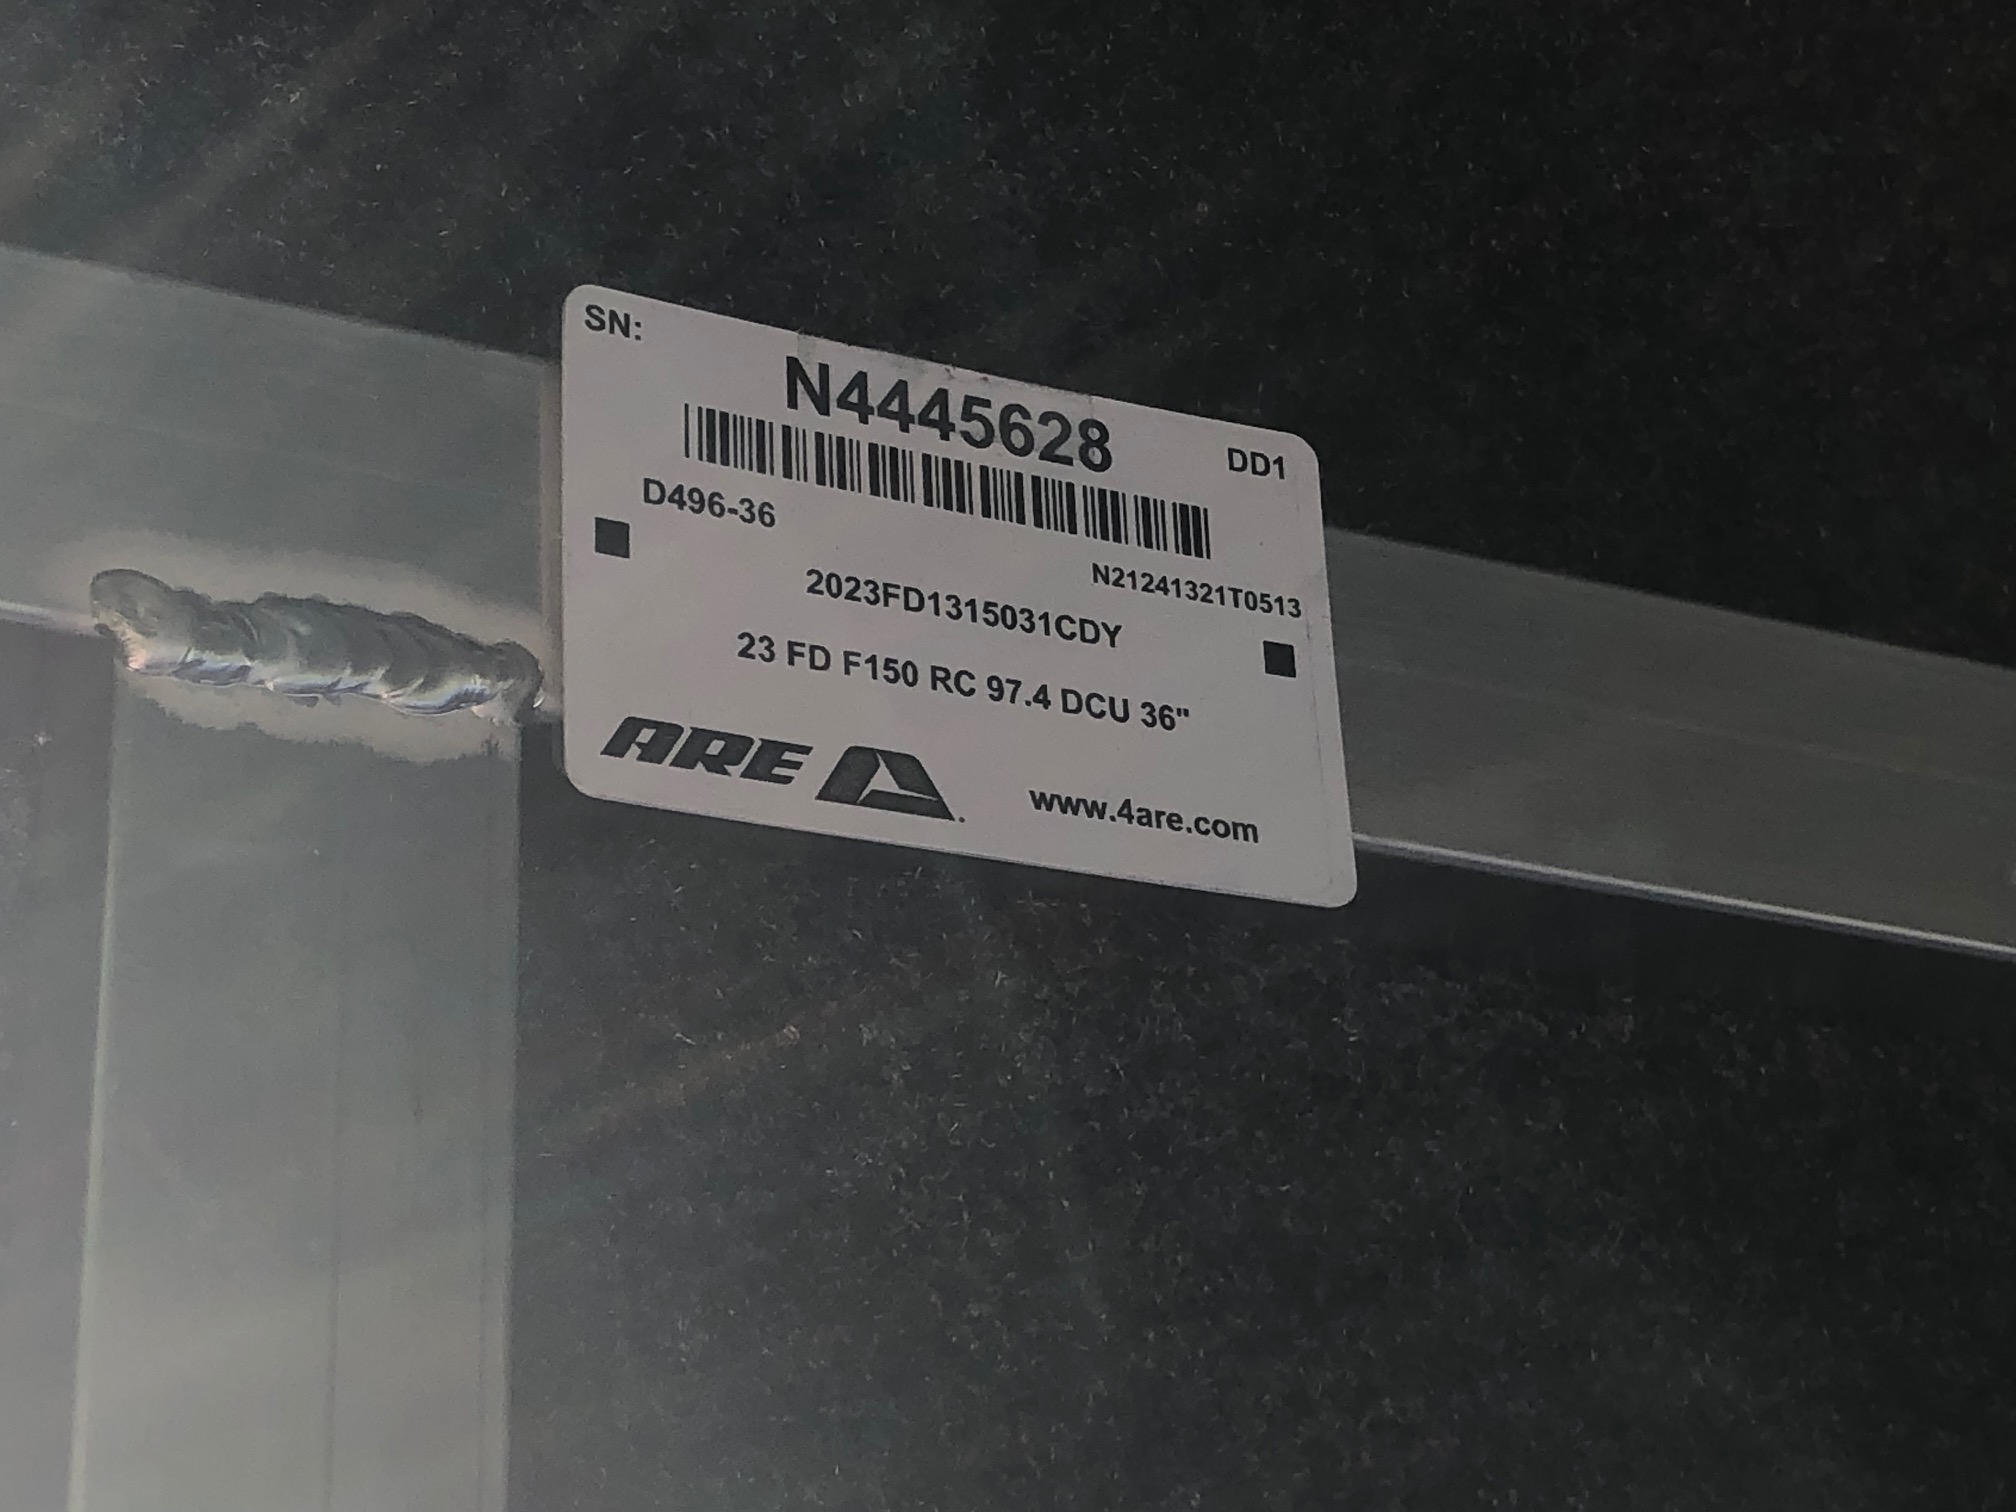 SN:
N4445628
DD1
D496-36
N21241321T0513
2023FD1315031CDY
23 FD F150 RC 97.4 DCU 36"
ARE
www.4are.com